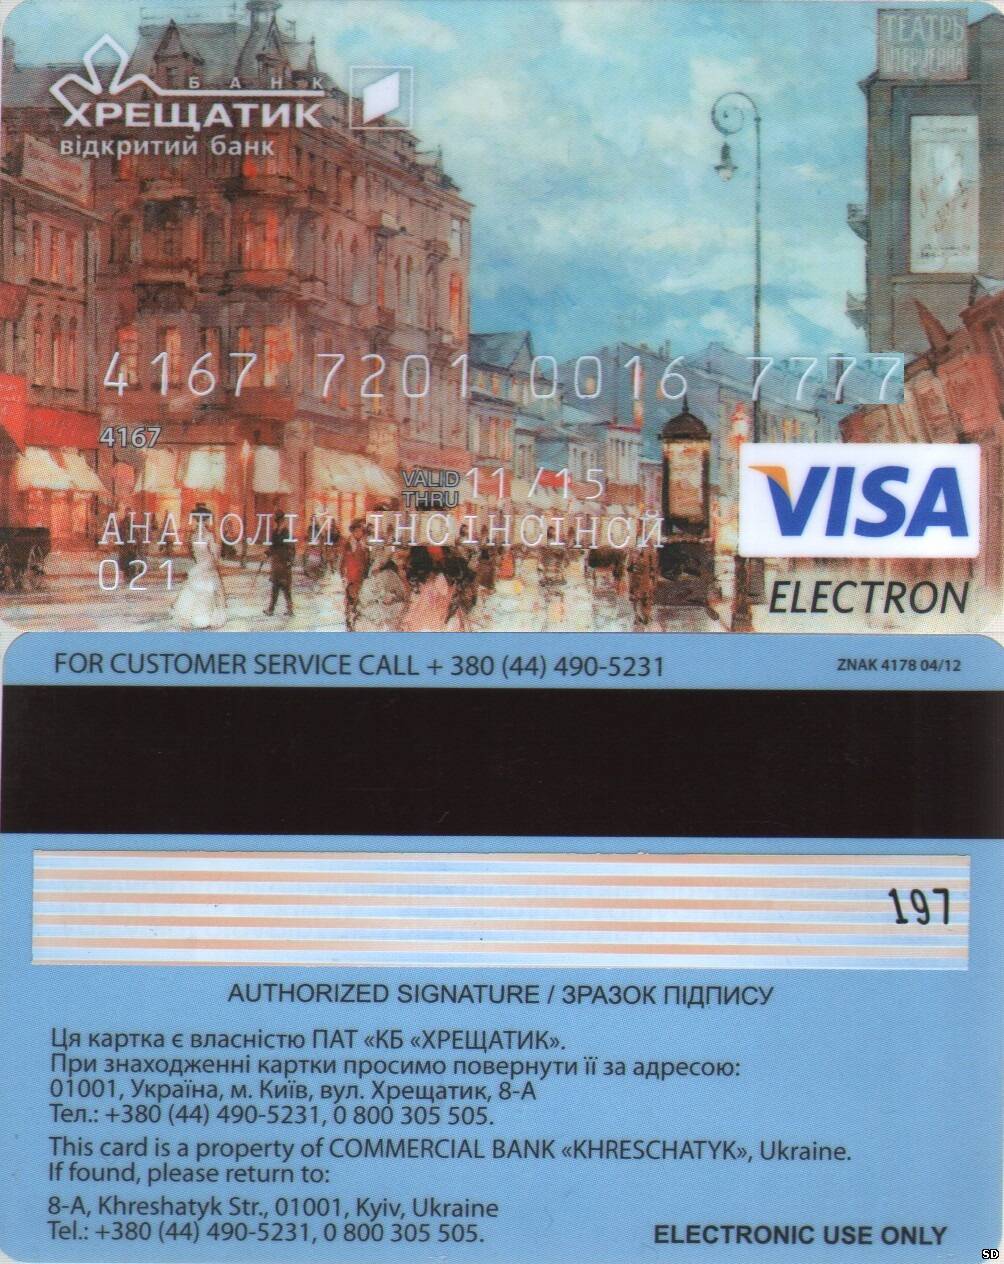 БАНК
ХРЕЩАТИК
відкритий банк
ТЕАТРЬ
4167 7201 0016 7777
4167
VALID THRU 11/15
АНАТОЛІЙ ІНСІНСІНСЙ
021
VISA
ELECTRON
FOR CUSTOMER SERVICE CALL + 380 (44) 490-5231
ZNAK 4178 04/12
197
AUTHORIZED SIGNATURE / ЗРАЗОК ПІДПИСУ
Ця картка є власністю ПАТ «КБ «ХРЕЩАТИК».
При знаходженні картки просимо повернути її за адресою:
01001, Україна, м. Київ, вул. Хрещатик, 8-А
Тел.: +380 (44) 490-5231, 0 800 305 505.
This card is a property of COMMERCIAL BANK «KHRESCHATYK», Ukraine.
If found, please return to:
8-A, Khreshatyk Str., 01001, Kyiv, Ukraine
Tel.: +380 (44) 490-5231, 0 800 305 505.
ELECTRONIC USE ONLY
SD